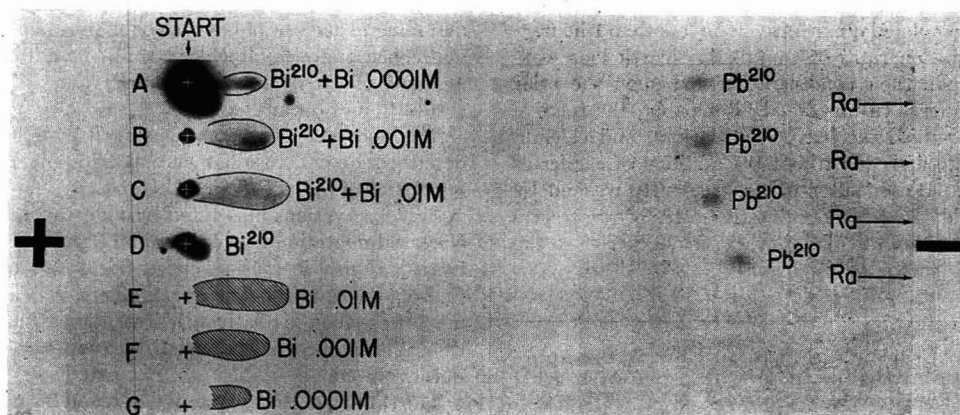 START
A Bi²¹⁰+Bi .0001M Pb²¹⁰
Ra
B Bi²¹⁰+Bi .001M Pb²¹⁰
Ra
C Bi²¹⁰+Bi .01M Pb²¹⁰
Ra
+ D Bi²¹⁰ Pb²¹⁰ −
Ra
E + Bi .01M
F + Bi .001M
G + Bi .0001M